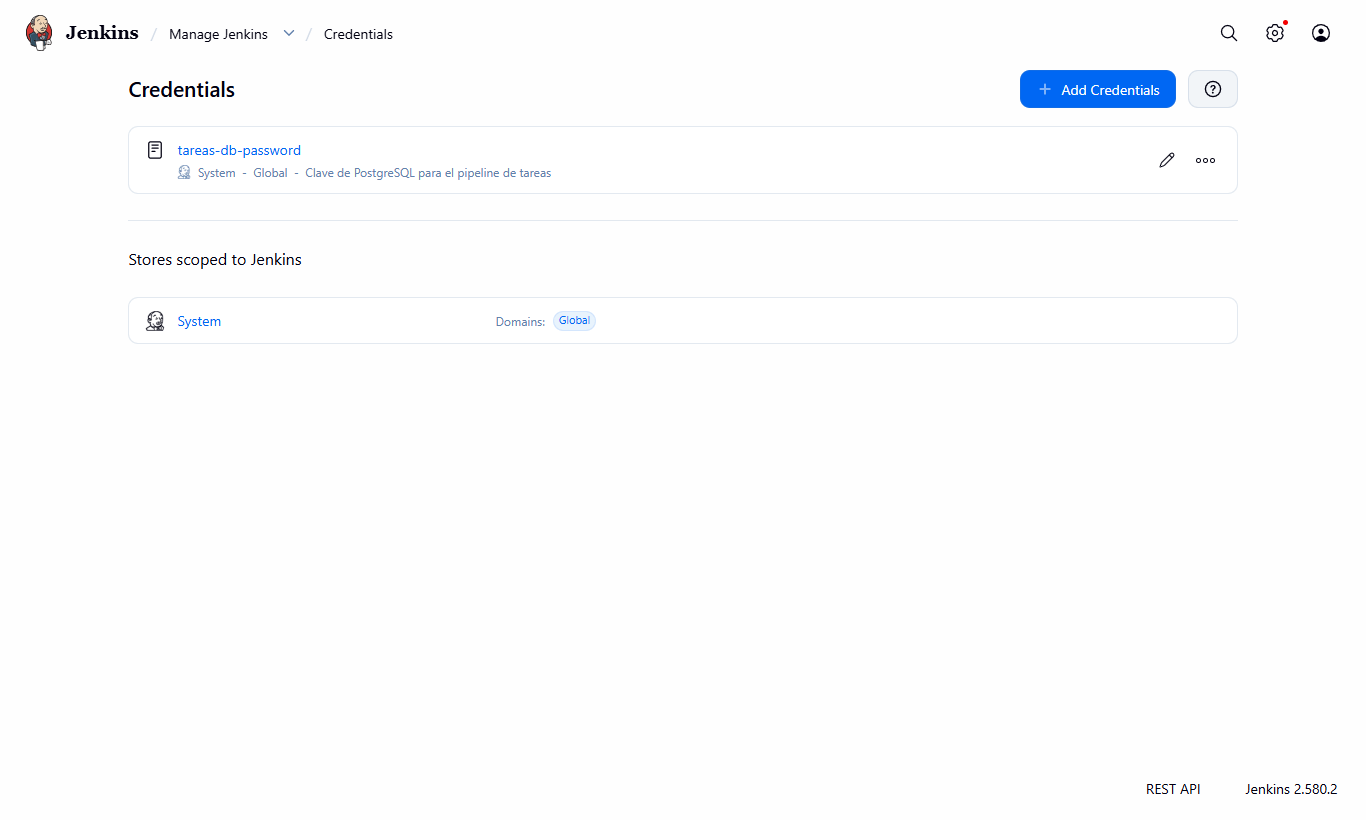 Jenkins / Manage Jenkins / Credentials
Credentials
Add Credentials
tareas-db-password
System - Global - Clave de PostgreSQL para el pipeline de tareas
Stores scoped to Jenkins
System Domains: Global
REST API Jenkins 2.580.2